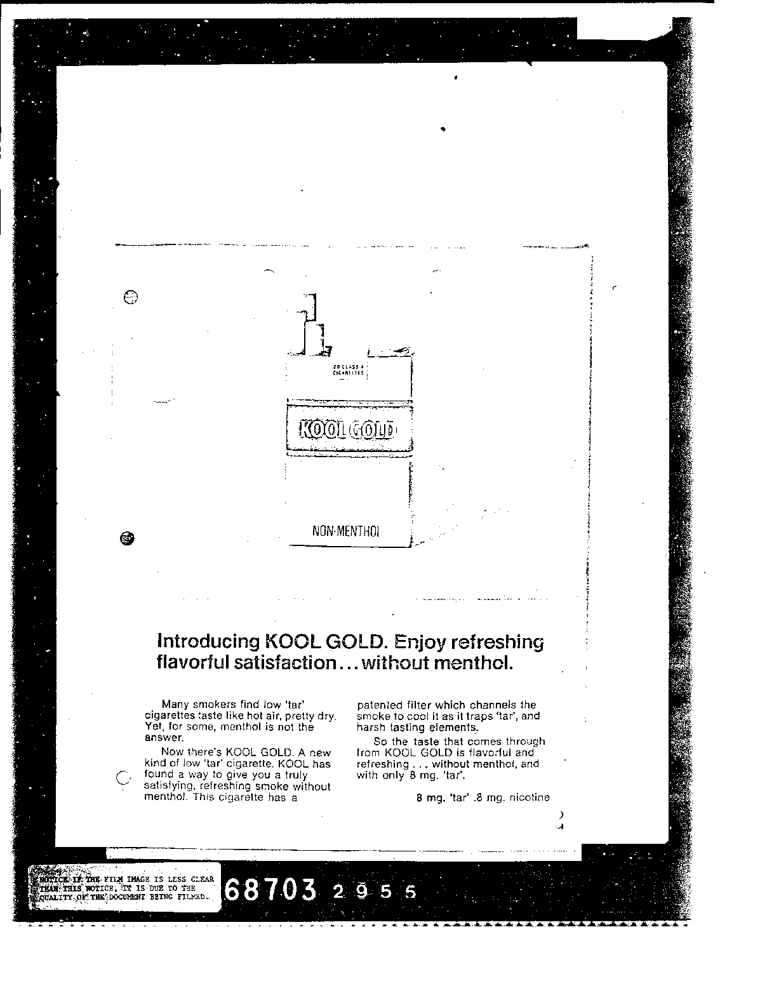 20 CLASS A
CIGARETTES
KOOL GOLD
NON-MENTHOL
Introducing KOOL GOLD. Enjoy refreshing
flavorful satisfaction...without menthol.
Many smokers find low 'tar'
cigarettes taste like hot air, pretty dry.
Yet, for some, menthol is not the
answer.
Now there's KOOL GOLD. A new
kind of low 'tar' cigarette. KOOL has
found a way to give you a truly
satisfying, refreshing smoke without
menthol. This cigarette has a
patented filter which channels the
smoke to cool it as it traps 'tar', and
harsh tasting elements.
So the taste that comes through
from KOOL GOLD is flavorful and
refreshing . . . without menthol, and
with only 8 mg. 'tar'.
8 mg. 'tar' .8 mg. nicotine
NOTICE IF THE FILM IMAGE IS LESS CLEAR
THAN THIS NOTICE, IT IS DUE TO THE
QUALITY OF THE DOCUMENT BEING FILMED.
68703 2955